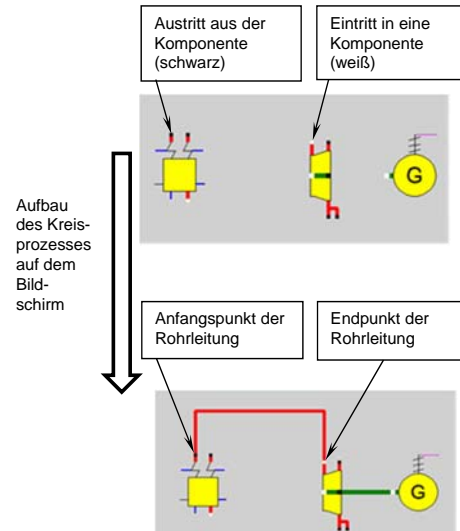 Austritt aus der
Komponente
(schwarz)
Eintritt in eine
Komponente
(weiß)
G
Aufbau
des Kreis-
prozesses
auf dem
Bild-
schirm
Anfangspunkt der
Rohrleitung
Endpunkt der
Rohrleitung
G